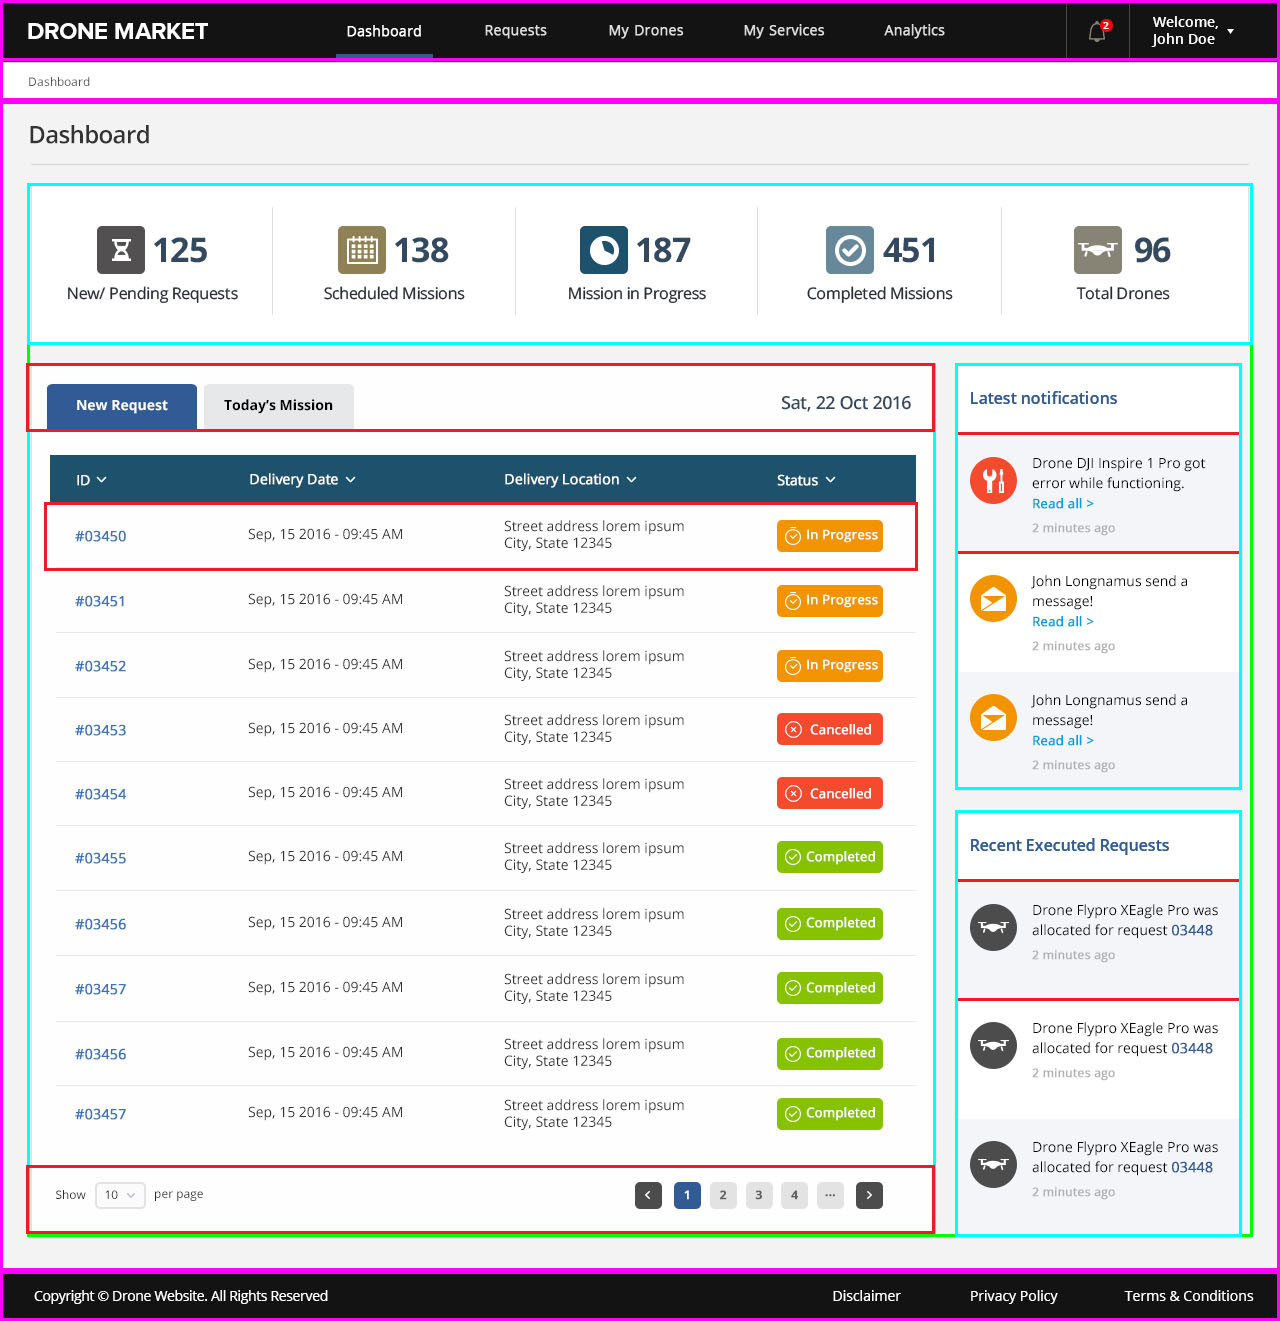 DRONE MARKET
Dashboard
Requests
My Drones
My Services
Analytics
2
Welcome,
John Doe
Dashboard
Dashboard
125
New/ Pending Requests
138
Scheduled Missions
187
Mission in Progress
451
Completed Missions
96
Total Drones
New Request
Today's Mission
Sat, 22 Oct 2016
ID
Delivery Date
Delivery Location
Status
#03450
Sep, 15 2016 - 09:45 AM
Street address lorem ipsum
City, State 12345
In Progress
#03451
Sep, 15 2016 - 09:45 AM
Street address lorem ipsum
City, State 12345
In Progress
#03452
Sep, 15 2016 - 09:45 AM
Street address lorem ipsum
City, State 12345
In Progress
#03453
Sep, 15 2016 - 09:45 AM
Street address lorem ipsum
City, State 12345
Cancelled
#03454
Sep, 15 2016 - 09:45 AM
Street address lorem ipsum
City, State 12345
Cancelled
#03455
Sep, 15 2016 - 09:45 AM
Street address lorem ipsum
City, State 12345
Completed
#03456
Sep, 15 2016 - 09:45 AM
Street address lorem ipsum
City, State 12345
Completed
#03457
Sep, 15 2016 - 09:45 AM
Street address lorem ipsum
City, State 12345
Completed
#03456
Sep, 15 2016 - 09:45 AM
Street address lorem ipsum
City, State 12345
Completed
#03457
Sep, 15 2016 - 09:45 AM
Street address lorem ipsum
City, State 12345
Completed
Show 10 per page
1 2 3 4 ...
Latest notifications
Drone DJI Inspire 1 Pro got
error while functioning.
Read all >
2 minutes ago
John Longnamus send a
message!
Read all >
2 minutes ago
John Longnamus send a
message!
Read all >
2 minutes ago
Recent Executed Requests
Drone Flypro XEagle Pro was
allocated for request 03448
2 minutes ago
Drone Flypro XEagle Pro was
allocated for request 03448
2 minutes ago
Drone Flypro XEagle Pro was
allocated for request 03448
2 minutes ago
Copyright © Drone Website. All Rights Reserved
Disclaimer
Privacy Policy
Terms & Conditions